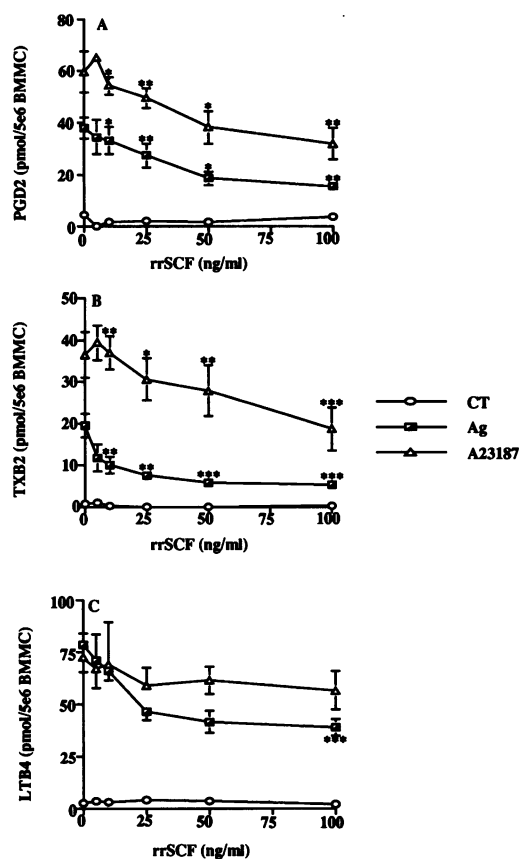 A
PGD2 (pmol/5e6 BMMC)
80
60
40
20
0
* ** * **
* ** * **
0 25 50 75 100
rrSCF (ng/ml)
B
TXB2 (pmol/5e6 BMMC)
50
40
30
20
10
0
** * ** ***
** ** *** ***
0 25 50 75 100
rrSCF (ng/ml)
CT
Ag
A23187
C
LTB4 (pmol/5e6 BMMC)
100
75
50
25
0
***
0 25 50 75 100
rrSCF (ng/ml)